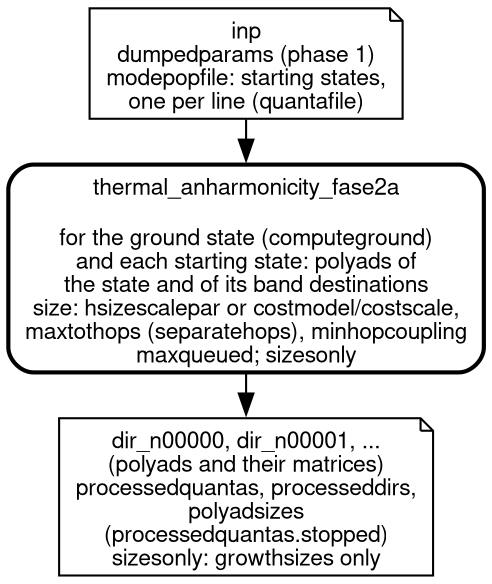 inp
dumpedparams (phase 1)
modepopfile: starting states,
one per line (quantafile)
thermal_anharmonicity_fase2a
for the ground state (computeground)
and each starting state: polyads of
the state and of its band destinations
size: hsizescalepar or costmodel/costscale,
maxtothops (separatehops), minhopcoupling
maxqueued; sizesonly
dir_n00000, dir_n00001, ...
(polyads and their matrices)
processedquantas, processeddirs,
polyadsizes
(processedquantas.stopped)
sizesonly: growthsizes only